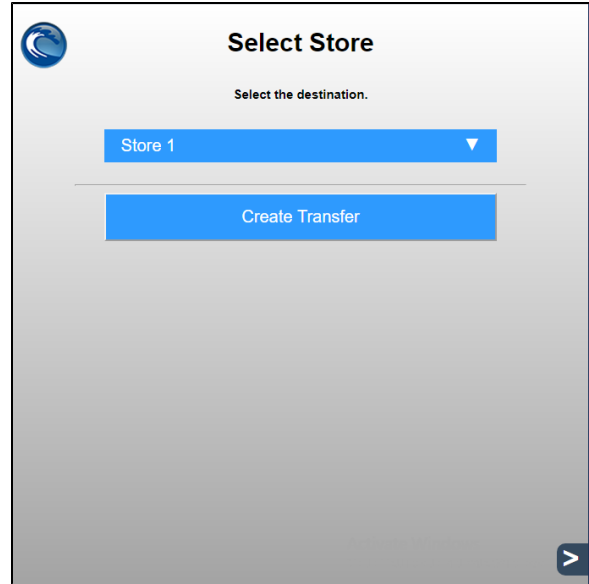 Select Store
Select the destination.
Store 1 ▼
Create Transfer
>